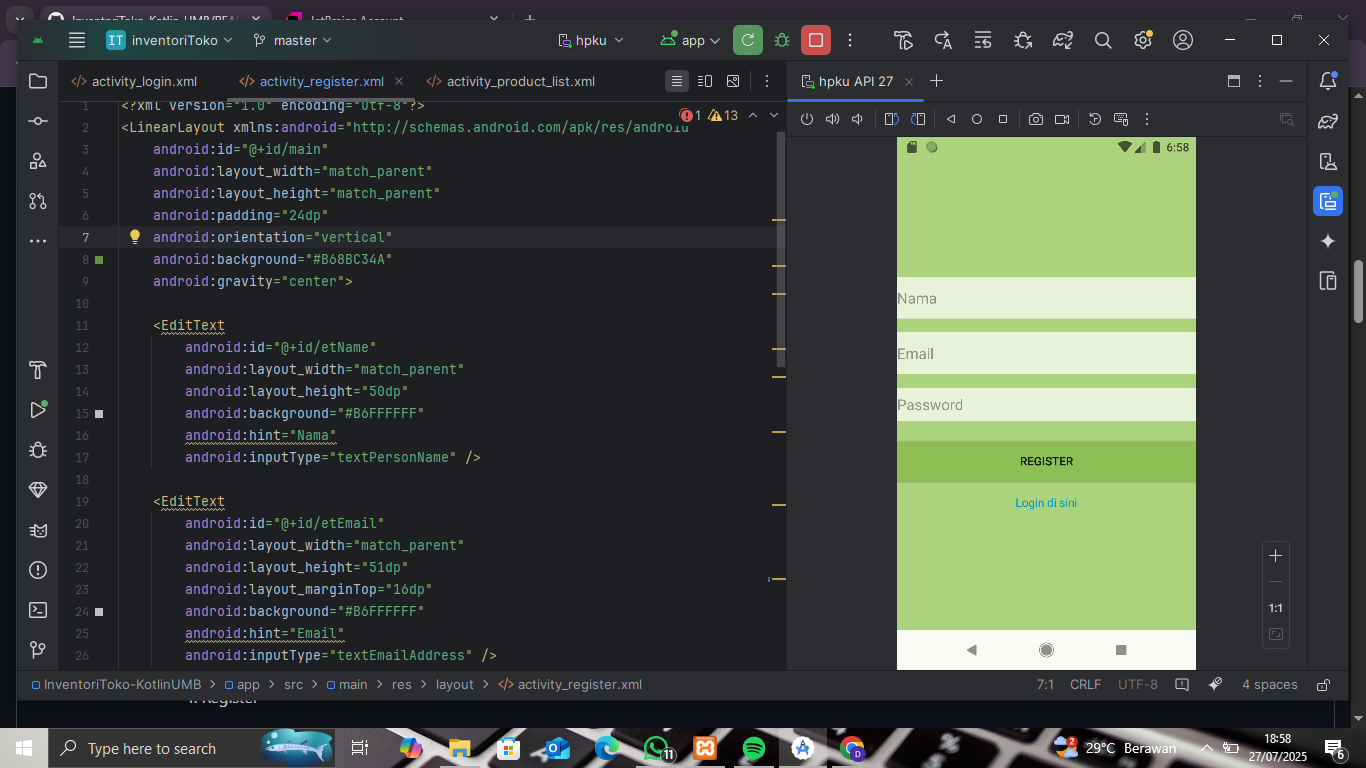 InventoriToko-Kotlin-UMB/READ
JetBrains Account
IT inventoriToko
master
hpku
app
activity_login.xml
activity_register.xml
activity_product_list.xml
hpku API 27
1 <?xml version="1.0" encoding="utf-8"?>
1 13
2 <LinearLayout xmlns:android="http://schemas.android.com/apk/res/android"
3 android:id="@+id/main"
4 android:layout_width="match_parent"
5 android:layout_height="match_parent"
6 android:padding="24dp"
7 android:orientation="vertical"
8 android:background="#B68BC34A"
9 android:gravity="center">
10
11 <EditText
12 android:id="@+id/etName"
13 android:layout_width="match_parent"
14 android:layout_height="50dp"
15 android:background="#B6FFFFFF"
16 android:hint="Nama"
17 android:inputType="textPersonName" />
18
19 <EditText
20 android:id="@+id/etEmail"
21 android:layout_width="match_parent"
22 android:layout_height="51dp"
23 android:layout_marginTop="16dp"
24 android:background="#B6FFFFFF"
25 android:hint="Email"
26 android:inputType="textEmailAddress" />
6:58
Nama
Email
Password
REGISTER
Login di sini
1:1
InventoriToko-KotlinUMB > app > src > main > res > layout > activity_register.xml
7:1 CRLF UTF-8 4 spaces
Register
Type here to search
11
2
29°C Berawan
18:58
27/07/2025
6